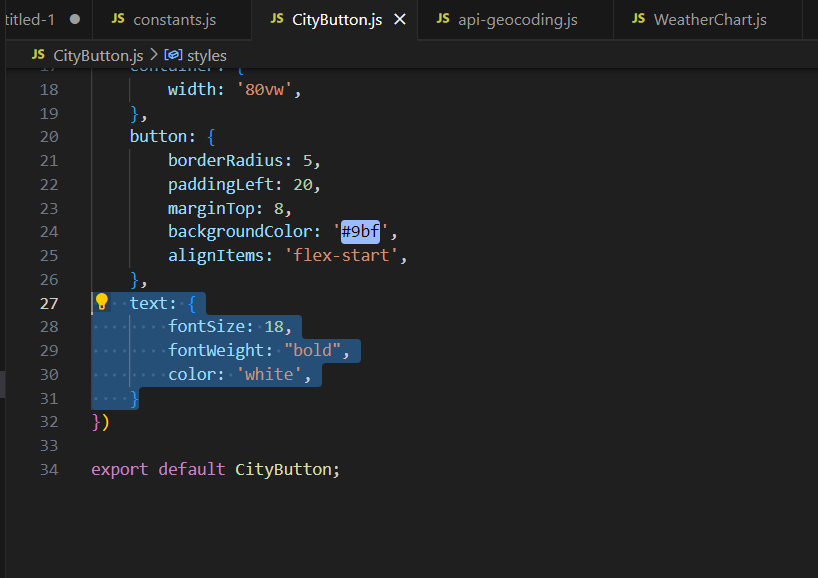 titled-1 JS constants.js JS CityButton.js JS api-geocoding.js JS WeatherChart.js
JS CityButton.js > styles
17 container: {
18 width: '80vw',
19 },
20 button: {
21 borderRadius: 5,
22 paddingLeft: 20,
23 marginTop: 8,
24 backgroundColor: '#9bf',
25 alignItems: 'flex-start',
26 },
27 text: {
28 fontSize: 18,
29 fontWeight: "bold",
30 color: 'white',
31 }
32 })
33
34 export default CityButton;